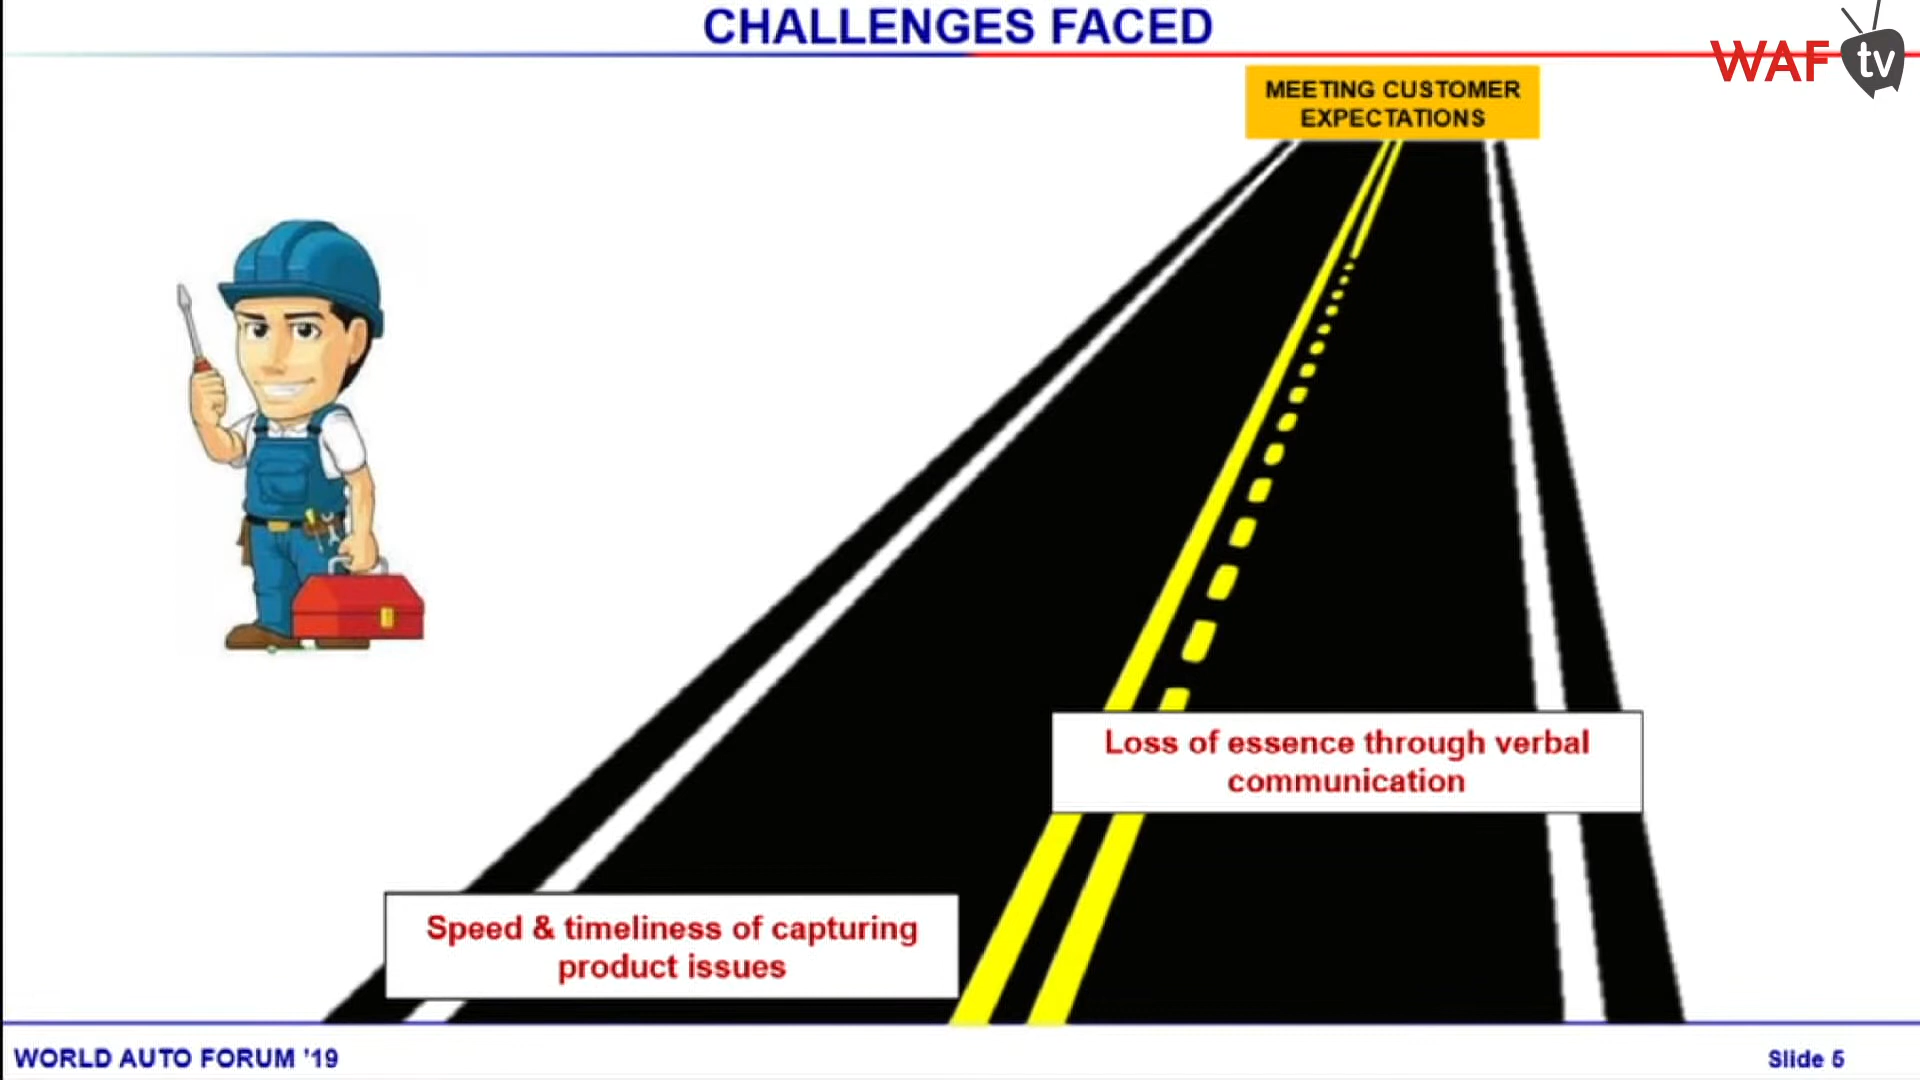 CHALLENGES FACED
WAF tv
MEETING CUSTOMER
EXPECTATIONS
Loss of essence through verbal
communication
Speed & timeliness of capturing
product issues
WORLD AUTO FORUM '19
Slide 5